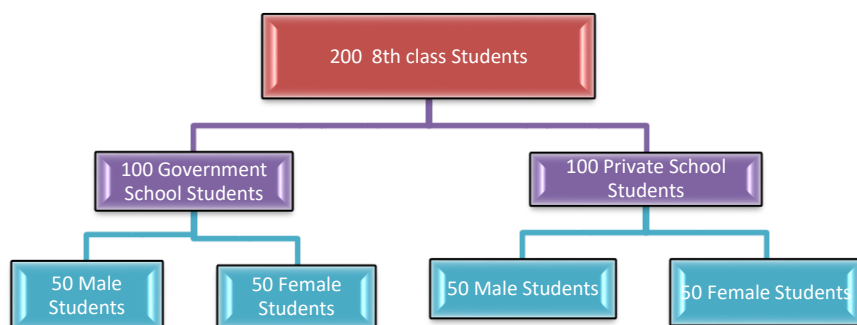 200 8th class Students
100 Government
School Students
100 Private School
Students
50 Male
Students
50 Female
Students
50 Male Students
50 Female Students